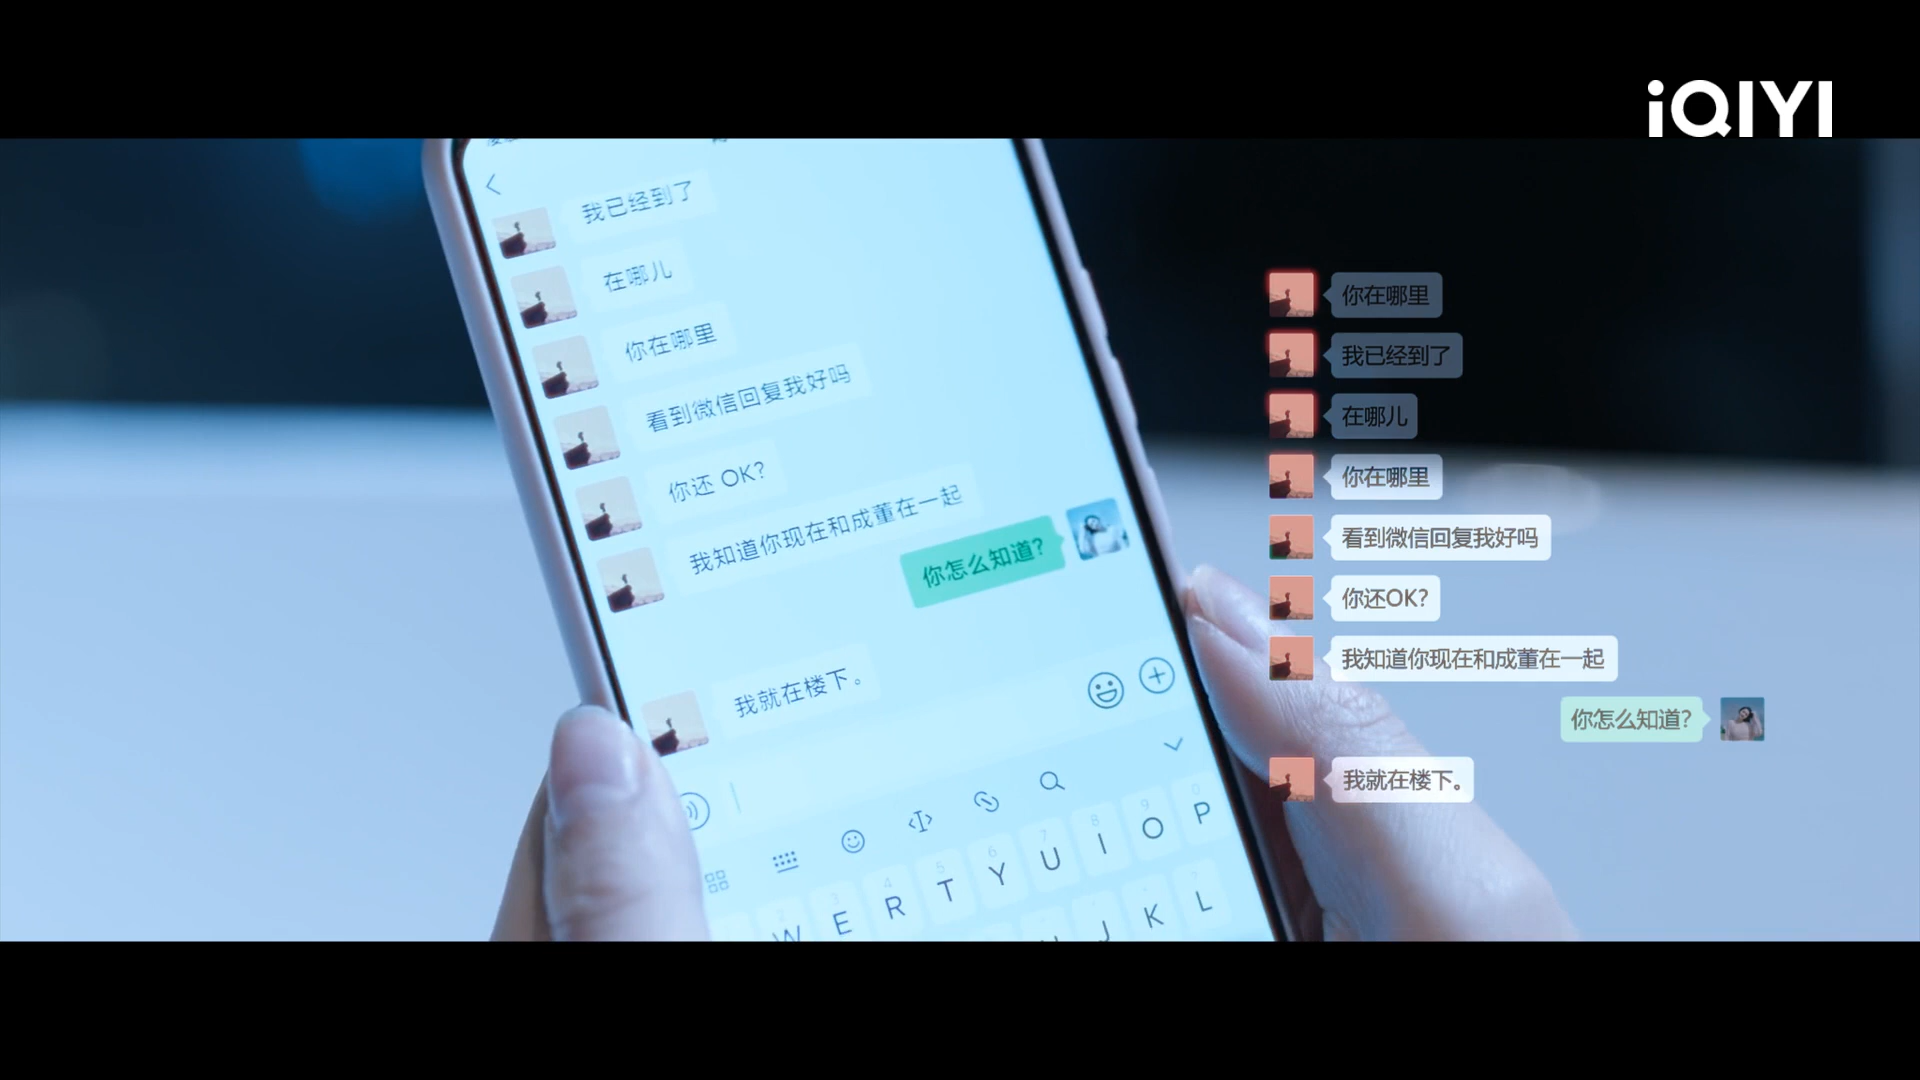 iQIYI
我已经到了
在哪儿
你在哪里
看到微信回复我好吗
你还 OK?
我知道你现在和成董在一起
你怎么知道?
我就在楼下。
W E R T Y U I O P
J K L
你在哪里
我已经到了
在哪儿
你在哪里
看到微信回复我好吗
你还OK?
我知道你现在和成董在一起
你怎么知道?
我就在楼下。